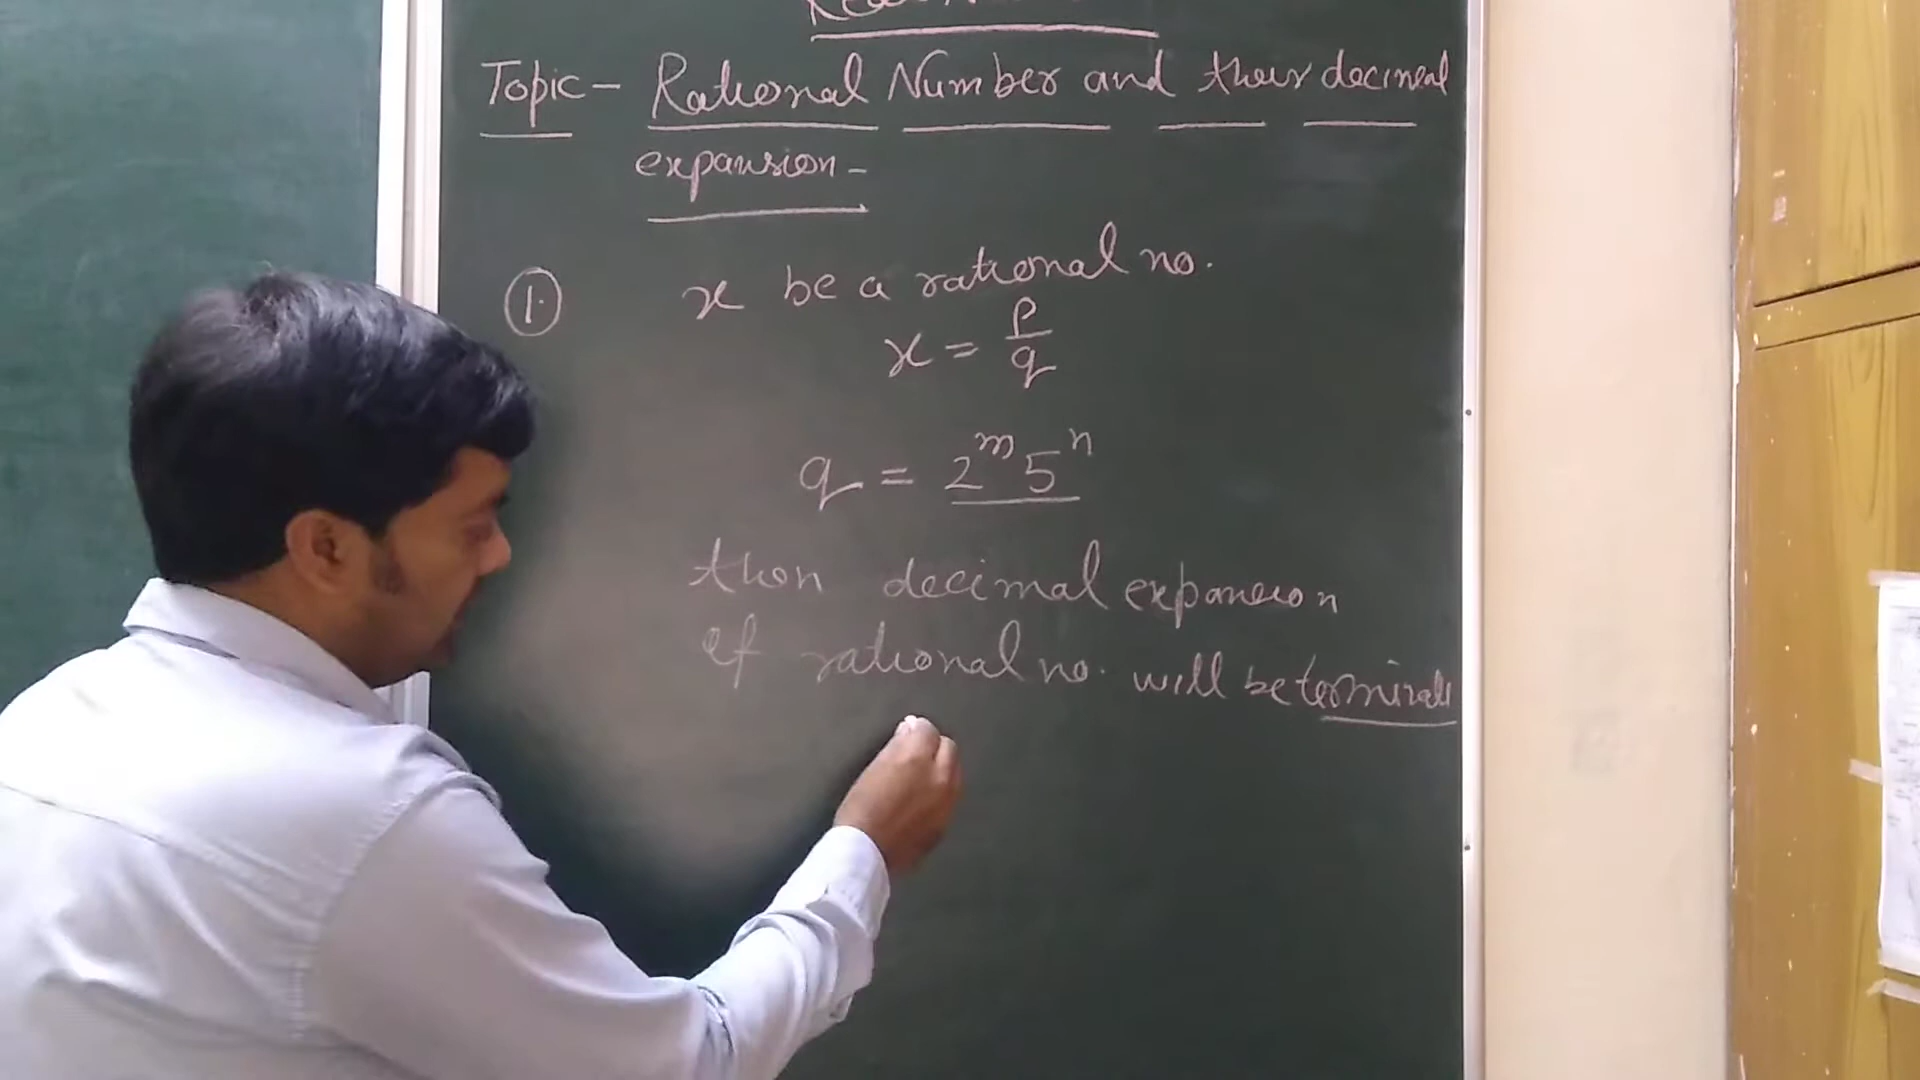 Topic - Rational Number and their decimal
expansion -
1. x be a rational no.
x = p/q
q = 2^m 5^n
then decimal expansion
of rational no. will be